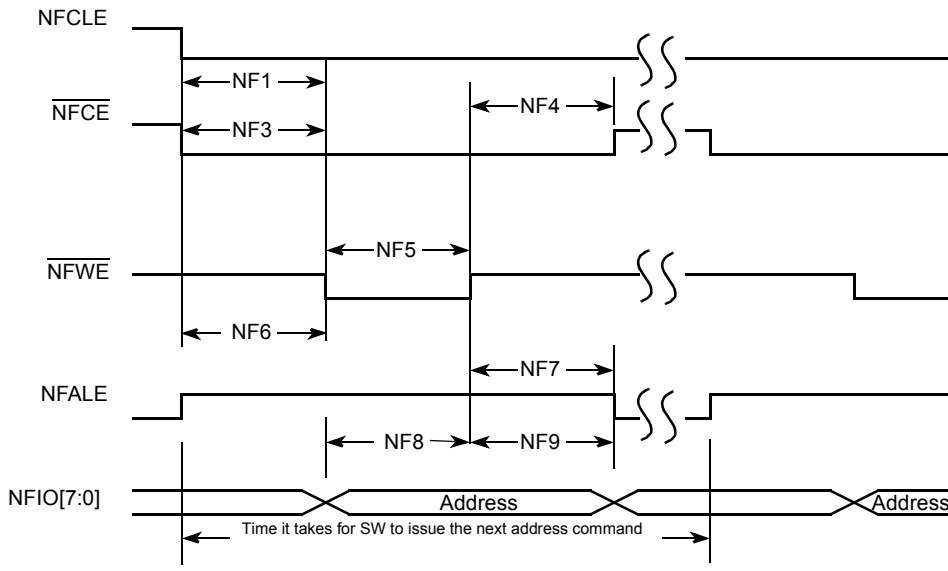 NFCLE
NF1
NFCE
NF3
NF4
NF5
NFWE
NF6
NF7
NFALE
NF8
NF9
NFIO[7:0]
Address
Address
Time it takes for SW to issue the next address command